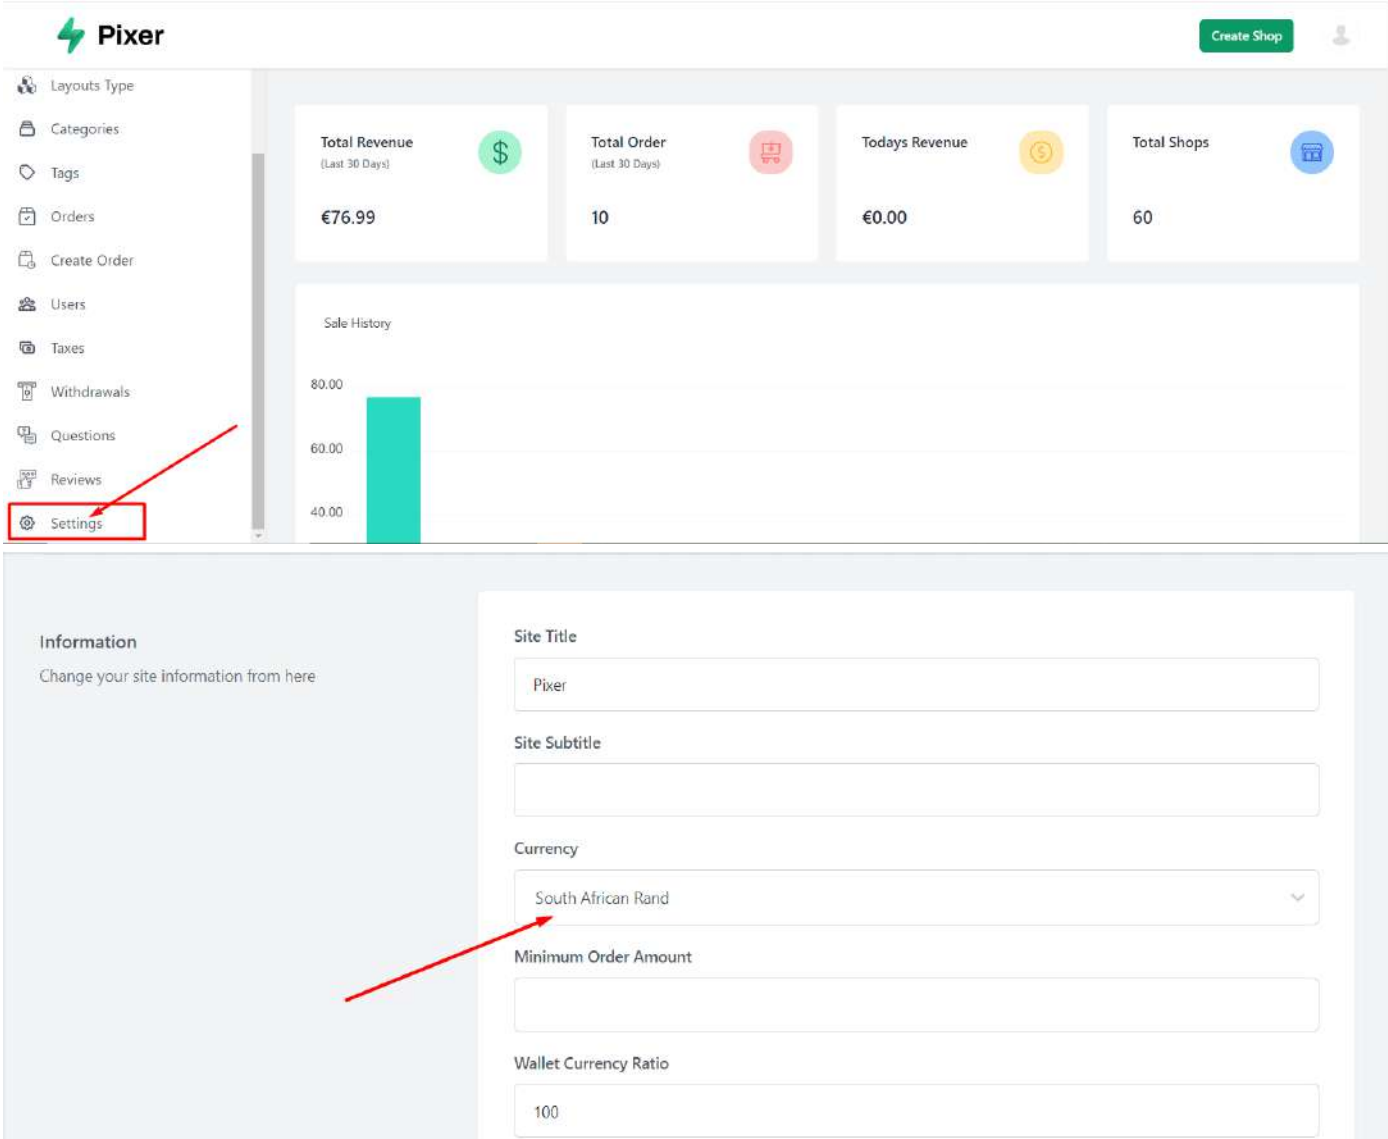 Pixer
Create Shop
Layouts Type
Categories
Tags
Orders
Create Order
Users
Taxes
Withdrawals
Questions
Reviews
Settings
Total Revenue
(Last 30 Days)
€76.99
Total Order
(Last 30 Days)
10
Todays Revenue
€0.00
Total Shops
60
Sale History
80.00
60.00
40.00
Information
Change your site information from here
Site Title
Pixer
Site Subtitle
Currency
South African Rand
Minimum Order Amount
Wallet Currency Ratio
100